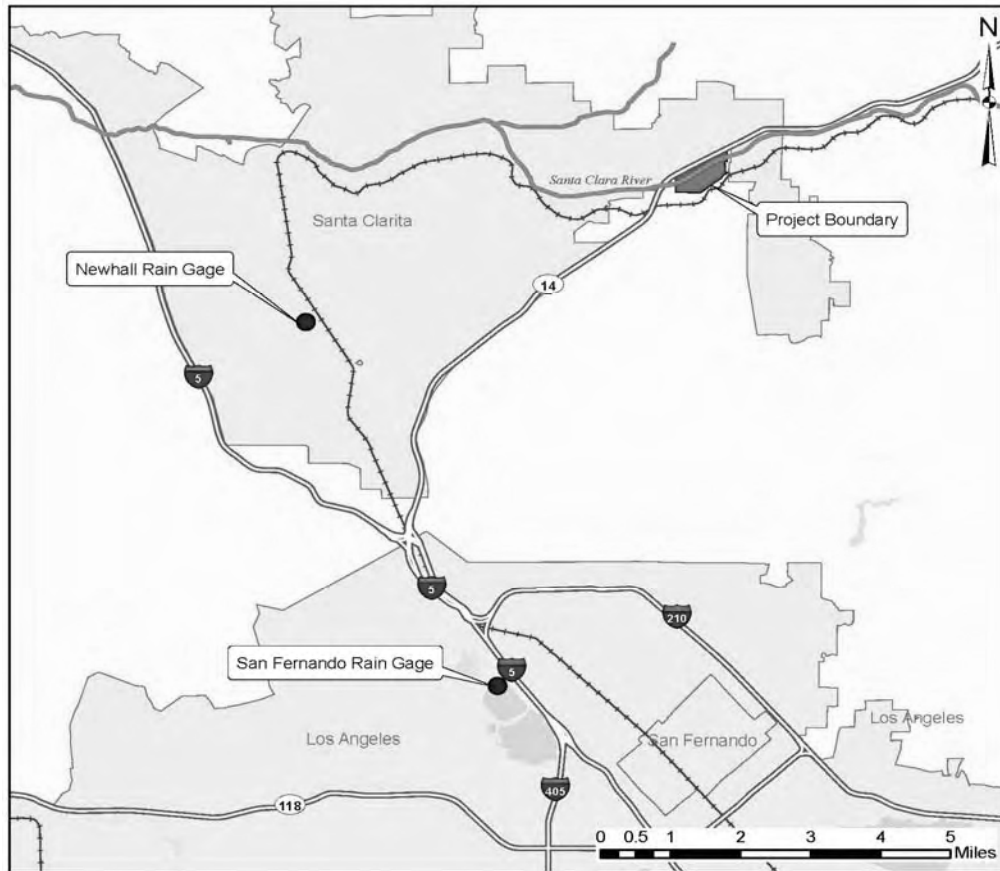 N
Santa Clara River
Project Boundary
Santa Clarita
Newhall Rain Gage
14
5
5
210
San Fernando Rain Gage
5
Los Angeles
Los Angeles
San Fernando
405
118
0 0.5 1 2 3 4 5
Miles